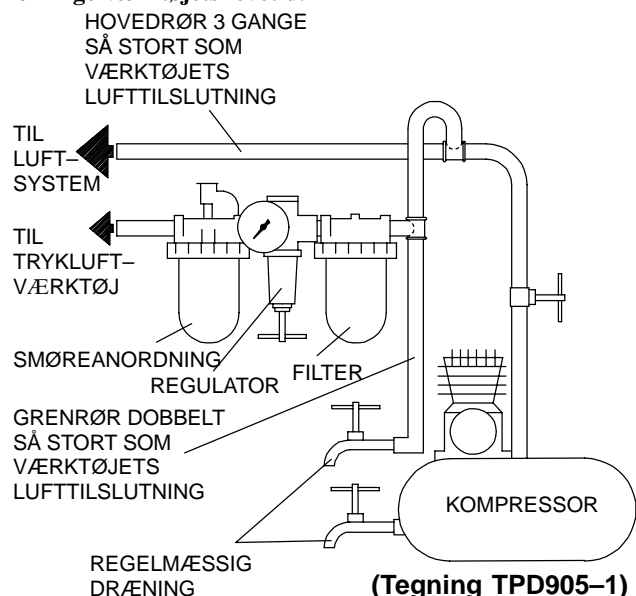 HOVEDRØR 3 GANGE
SÅ STORT SOM
VÆRKTØJETS
LUFTTILSLUTNING
TIL
LUFT–
SYSTEM
TIL
TRYKLUFT–
VÆRKTØJ
SMØREANORDNING
REGULATOR
FILTER
GRENRØR DOBBELT
SÅ STORT SOM
VÆRKTØJETS
LUFTTILSLUTNING
KOMPRESSOR
REGELMÆSSIG
DRÆNING
(Tegning TPD905–1)